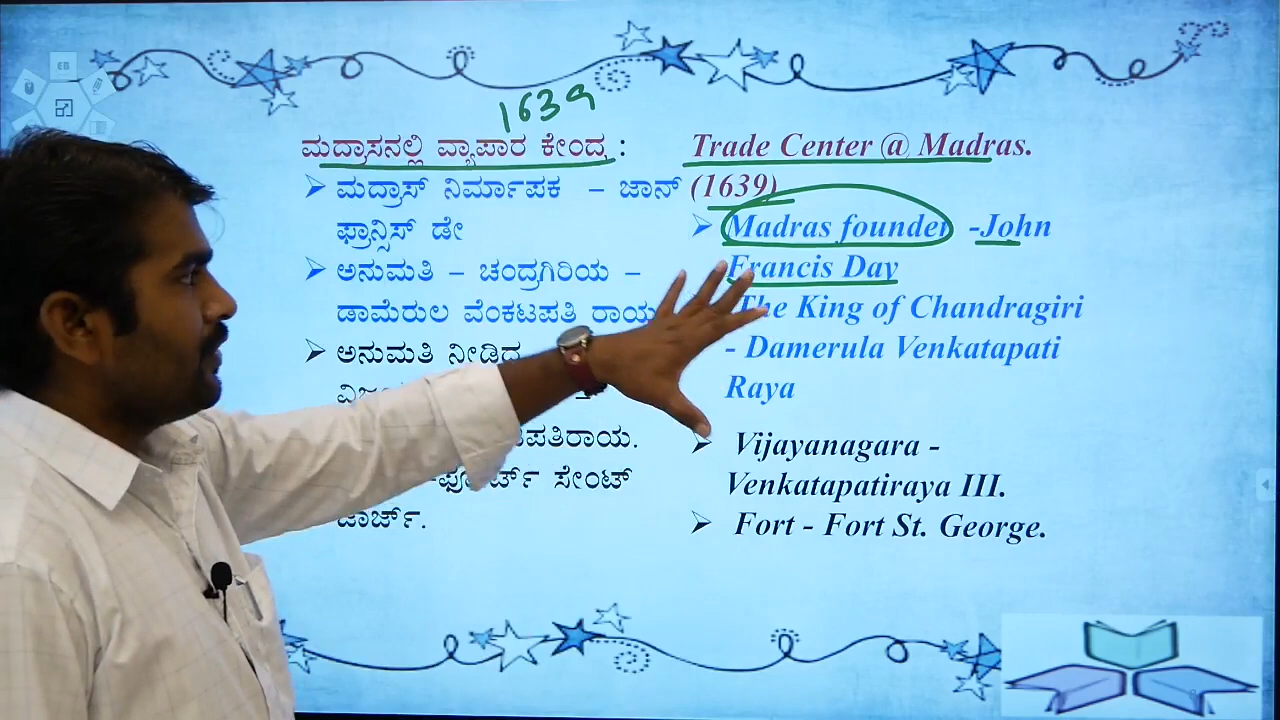 EB
1639
ಮದ್ರಾಸನಲ್ಲಿ ವ್ಯಾಪಾರ ಕೇಂದ್ರ :
ಮದ್ರಾಸ್ ನಿರ್ಮಾಪಕ – ಜಾನ್
ಫ್ರಾನ್ಸಿಸ್ ಡೇ
ಅನುಮತಿ – ಚಂದ್ರಗಿರಿಯ –
ಡಾಮೆರುಲ ವೆಂಕಟಪತಿ ರಾಯ
ಅನುಮತಿ ನೀಡಿದ
ಸೇಂಟ್
ಜಾರ್ಜ್.
Trade Center @ Madras.
(1639)
Madras founder -John
Francis Day
The King of Chandragiri
- Damerula Venkatapati
Raya
Vijayanagara -
Venkatapatiraya III.
Fort - Fort St. George.